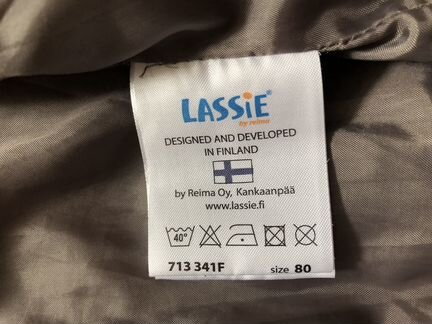 LASSiE®
by reima
DESIGNED AND DEVELOPED
IN FINLAND
by Reima Oy, Kankaanpää
www.lassie.fi
40°
713 341F size 80